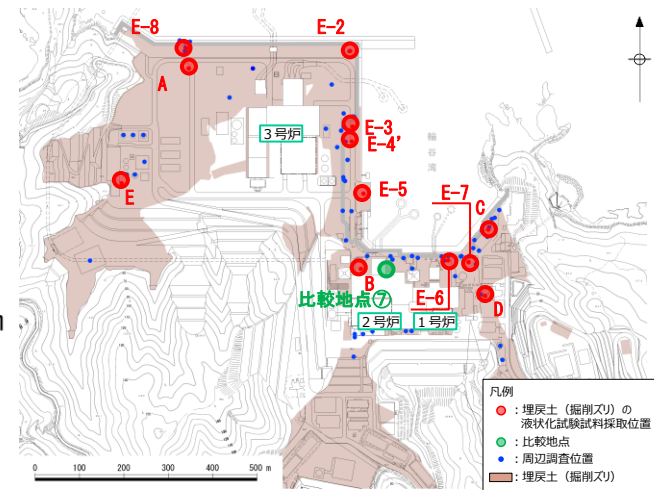 E-8
E-2
A
3号炉
E-3
E-4'
輪谷湾
E
E-5
E-7
C
B
比較地点⑦
E-6
D
2号炉
1号炉
n
凡例
：埋戻土（掘削ズリ）の
液状化試験試料採取位置
：比較地点
：周辺調査位置
：埋戻土（掘削ズリ）
0 100 200 300 400 500 m